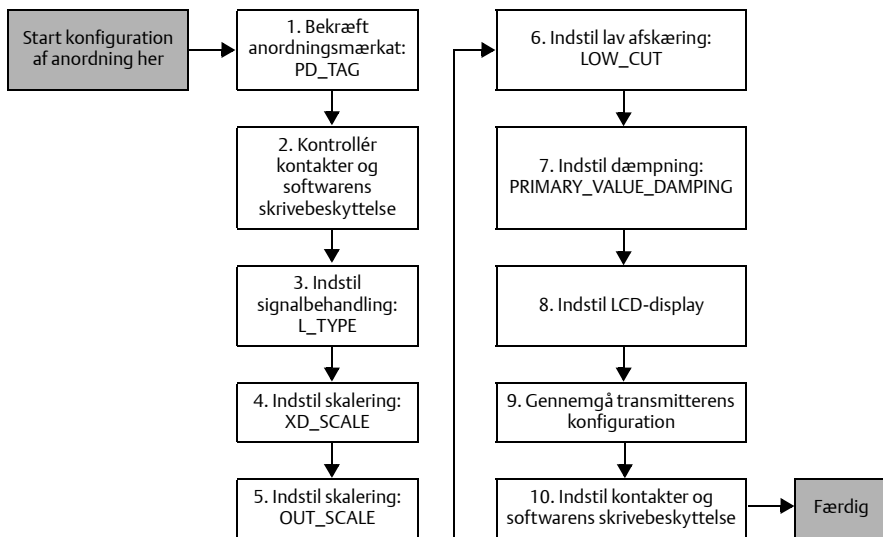 Start konfiguration
af anordning her
1. Bekræft
anordningsmærkat:
PD_TAG
2. Kontrollér
kontakter og
softwarens
skrivebeskyttelse
3. Indstil
signalbehandling:
L_TYPE
4. Indstil skalering:
XD_SCALE
5. Indstil skalering:
OUT_SCALE
6. Indstil lav afskæring:
LOW_CUT
7. Indstil dæmpning:
PRIMARY_VALUE_DAMPING
8. Indstil LCD-display
9. Gennemgå transmitterens
konfiguration
10. Indstil kontakter og
softwarens skrivebeskyttelse
Færdig